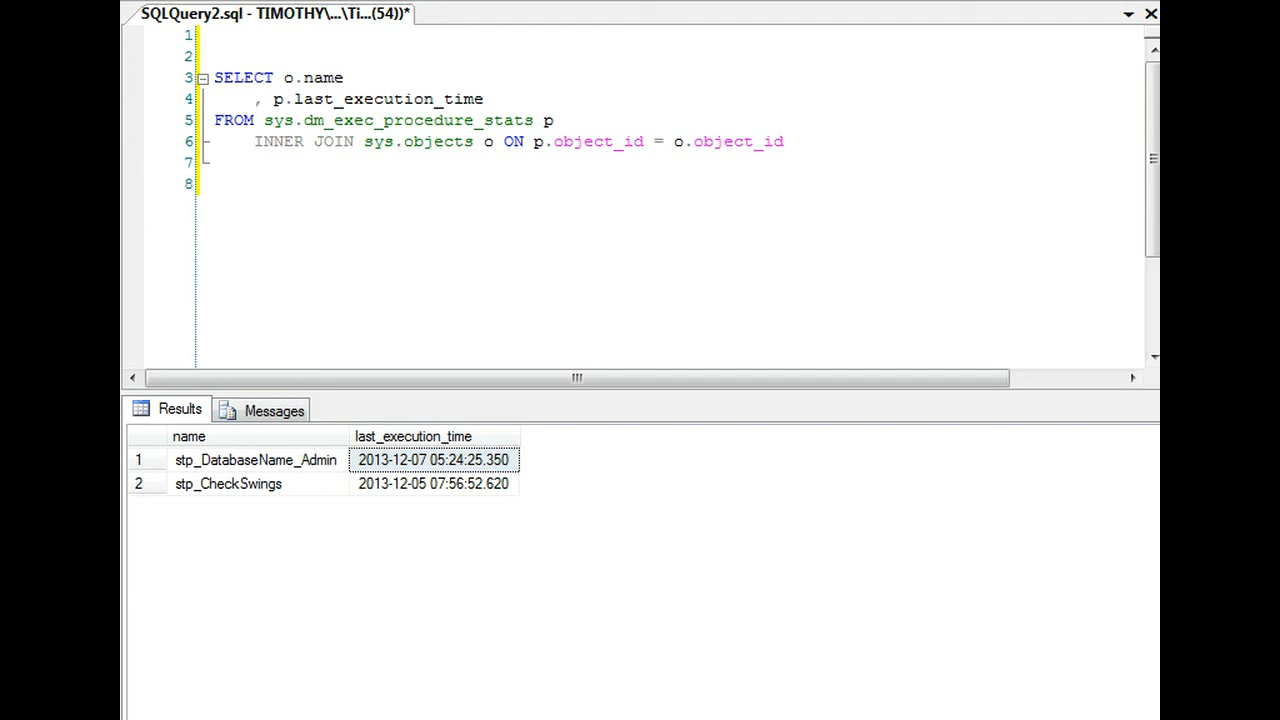 SQLQuery2.sql - TIMOTHY\...\Ti...(54))*
1
2
3 SELECT o.name
4 , p.last_execution_time
5 FROM sys.dm_exec_procedure_stats p
6 INNER JOIN sys.objects o ON p.object_id = o.object_id
7
8
Results Messages
name last_execution_time
1 stp_DatabaseName_Admin 2013-12-07 05:24:25.350
2 stp_CheckSwings 2013-12-05 07:56:52.620